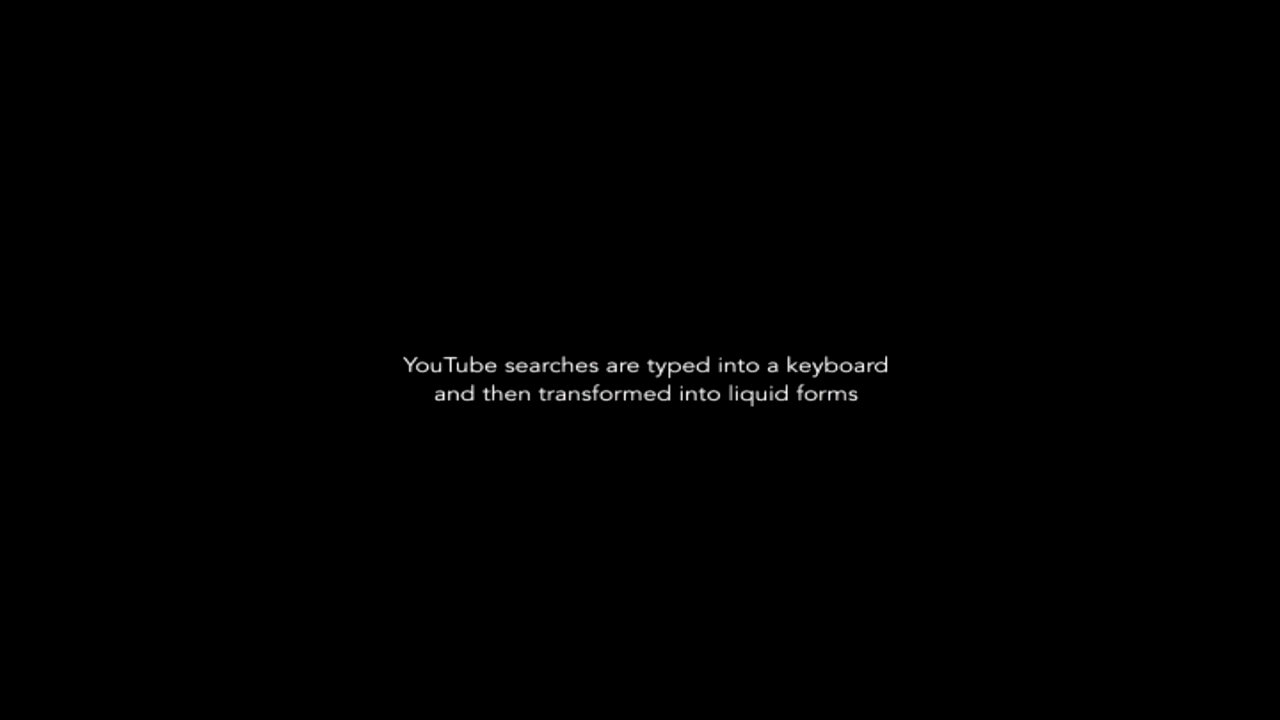 YouTube searches are typed into a keyboard
and then transformed into liquid forms